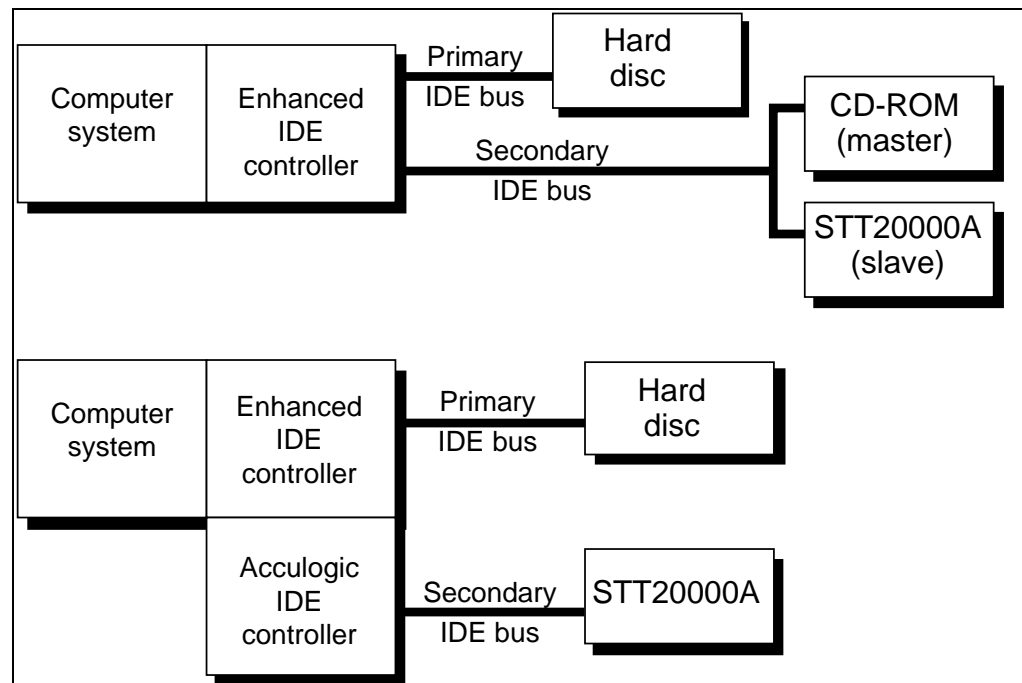 Computer
system
Enhanced
IDE
controller
Primary
IDE bus
Hard
disc
Secondary
IDE bus
CD-ROM
(master)
STT20000A
(slave)
Computer
system
Enhanced
IDE
controller
Primary
IDE bus
Hard
disc
Acculogic
IDE
controller
Secondary
IDE bus
STT20000A